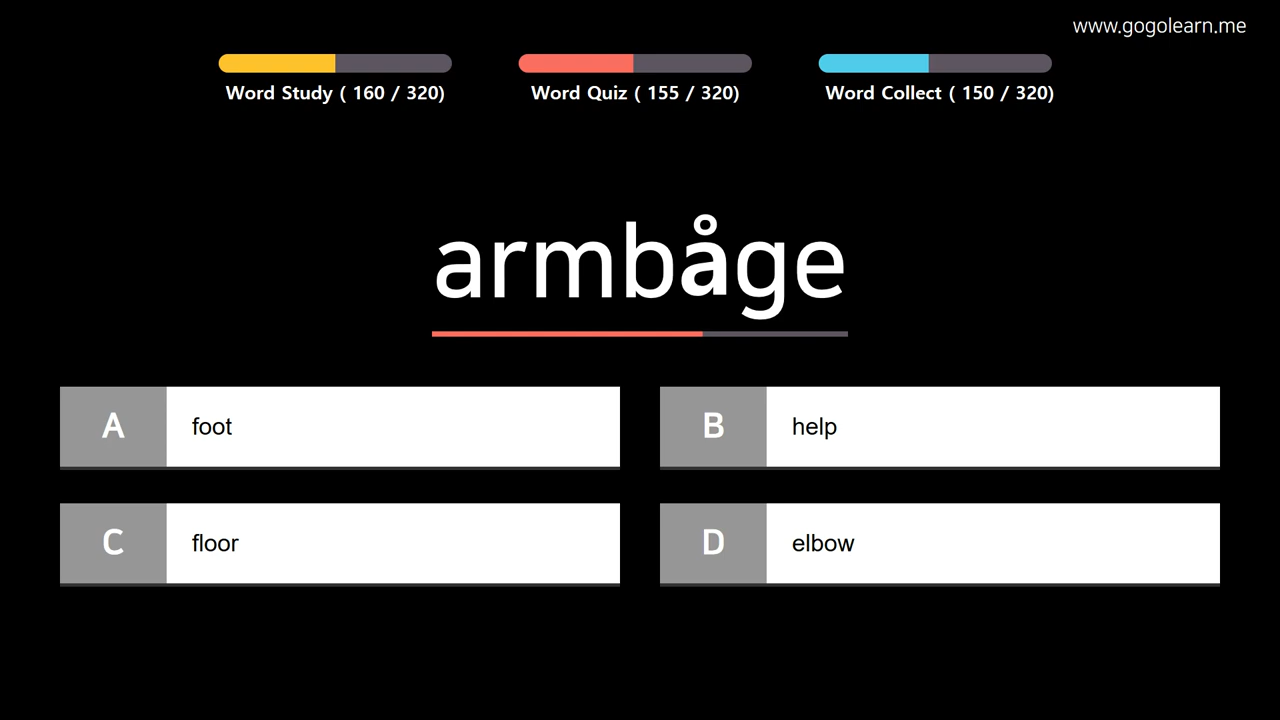 www.gogolearn.me
Word Study ( 160 / 320)
Word Quiz ( 155 / 320)
Word Collect ( 150 / 320)
armbåge
A foot
B help
C floor
D elbow